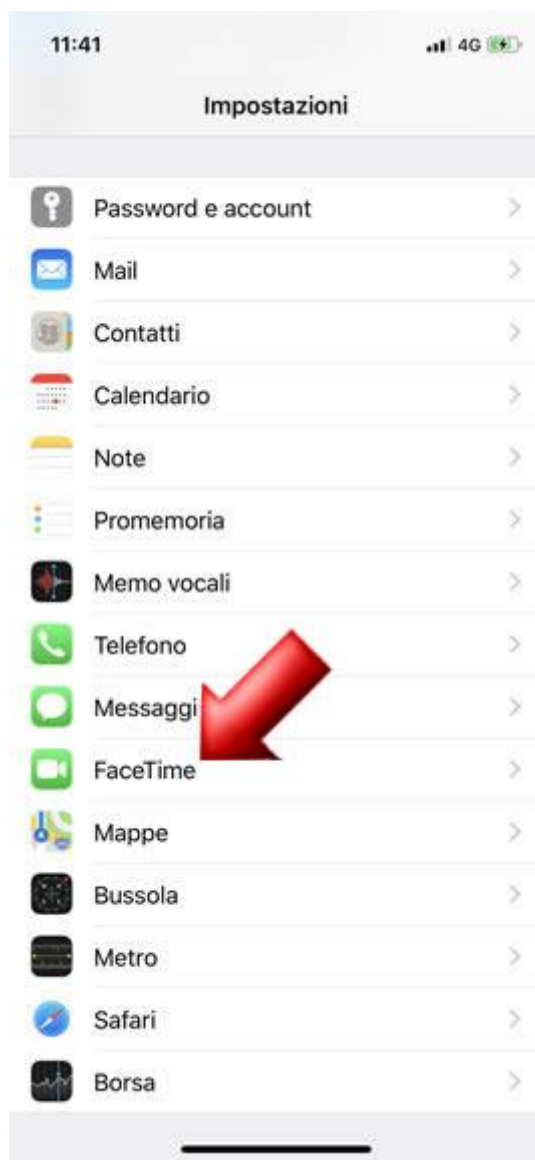 11:41
4G
Impostazioni
Password e account
Mail
Contatti
Calendario
Note
Promemoria
Memo vocali
Telefono
Messaggi
FaceTime
Mappe
Bussola
Metro
Safari
Borsa